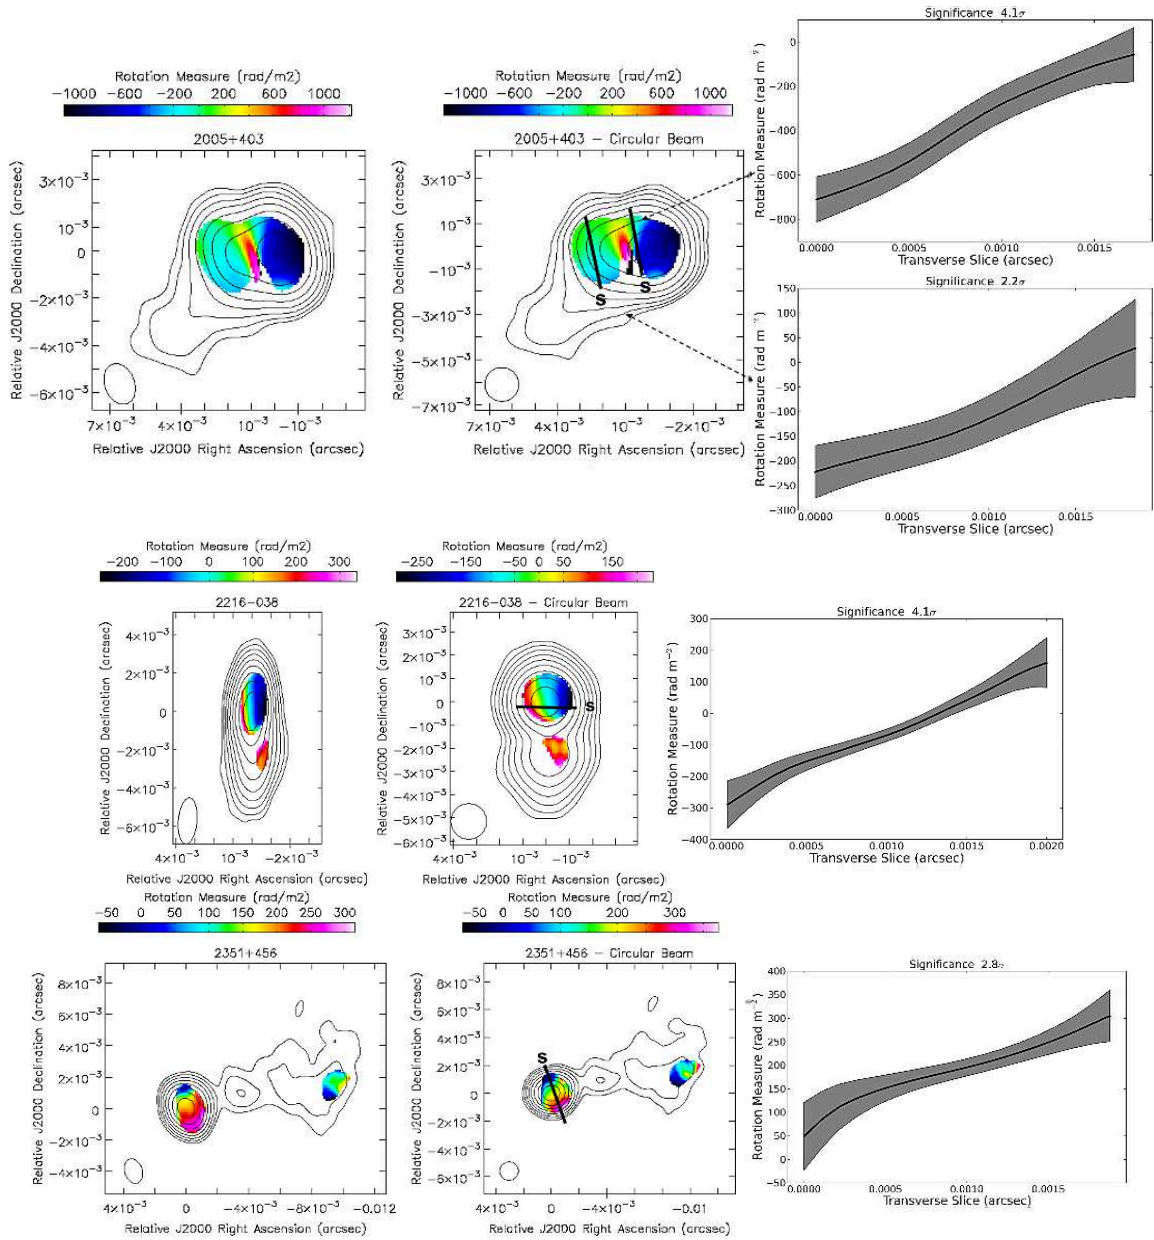 Rotation Measure (rad/m2)
−1000 −600 −200 200 600 1000
2005+403
3×10⁻³
10⁻³
0
−10⁻³
−2×10⁻³
−4×10⁻³
−6×10⁻³
7×10⁻³ 4×10⁻³ 10⁻³ −10⁻³
Relative J2000 Right Ascension (arcsec)
Relative J2000 Declination (arcsec)
Rotation Measure (rad/m2)
−1000 −600 −200 200 600 1000
2005+403 − Circular Beam
3×10⁻³
10⁻³
0
−10⁻³
−3×10⁻³
−5×10⁻³
−7×10⁻³
S S
7×10⁻³ 4×10⁻³ 10⁻³ −2×10⁻³
Relative J2000 Right Ascension (arcsec)
Relative J2000 Declination (arcsec)
Significance 4.1σ
0
−200
−400
−600
−800
0.0000 0.0005 0.0010 0.0015
Transverse Slice (arcsec)
Rotation Measure (rad m⁻²)
Significance 2.2σ
150
100
50
0
−50
−100
−150
−200
−250
−300
0.0000 0.0005 0.0010 0.0015
Transverse Slice (arcsec)
Rotation Measure (rad m⁻²)
Rotation Measure (rad/m2)
−200 −100 0 100 200 300
2216−038
4×10⁻³
2×10⁻³
0
−2×10⁻³
−4×10⁻³
−6×10⁻³
4×10⁻³ 10⁻³ −2×10⁻³
Relative J2000 Right Ascension (arcsec)
Relative J2000 Declination (arcsec)
Rotation Measure (rad/m2)
−250 −150 −50 0 50 150
2216−038 − Circular Beam
3×10⁻³
2×10⁻³
0
−10⁻³
−2×10⁻³
−4×10⁻³
−6×10⁻³
S
4×10⁻³ 10⁻³ −10⁻³
Relative J2000 Right Ascension (arcsec)
Relative J2000 Declination (arcsec)
Significance 4.1σ
300
200
100
0
−100
−200
−300
−400
0.0000 0.0005 0.0010 0.0015 0.0020
Transverse Slice (arcsec)
Rotation Measure (rad m⁻²)
Rotation Measure (rad/m2)
−50 0 50 100 150 200 250 300
2351+456
8×10⁻³
6×10⁻³
4×10⁻³
2×10⁻³
0
−2×10⁻³
−4×10⁻³
4×10⁻³ 0 −4×10⁻³ −8×10⁻³ −0.012
Relative J2000 Right Ascension (arcsec)
Relative J2000 Declination (arcsec)
Rotation Measure (rad/m2)
−50 0 50 100 200 300
2351+456 − Circular Beam
8×10⁻³
6×10⁻³
4×10⁻³
2×10⁻³
0
−10⁻³
−3×10⁻³
−5×10⁻³
S
4×10⁻³ 0 −4×10⁻³ −0.01
Relative J2000 Right Ascension (arcsec)
Relative J2000 Declination (arcsec)
Significance 2.8σ
400
350
300
250
200
150
100
50
0
−50
0.0000 0.0005 0.0010 0.0015
Transverse Slice (arcsec)
Rotation Measure (rad m⁻²)